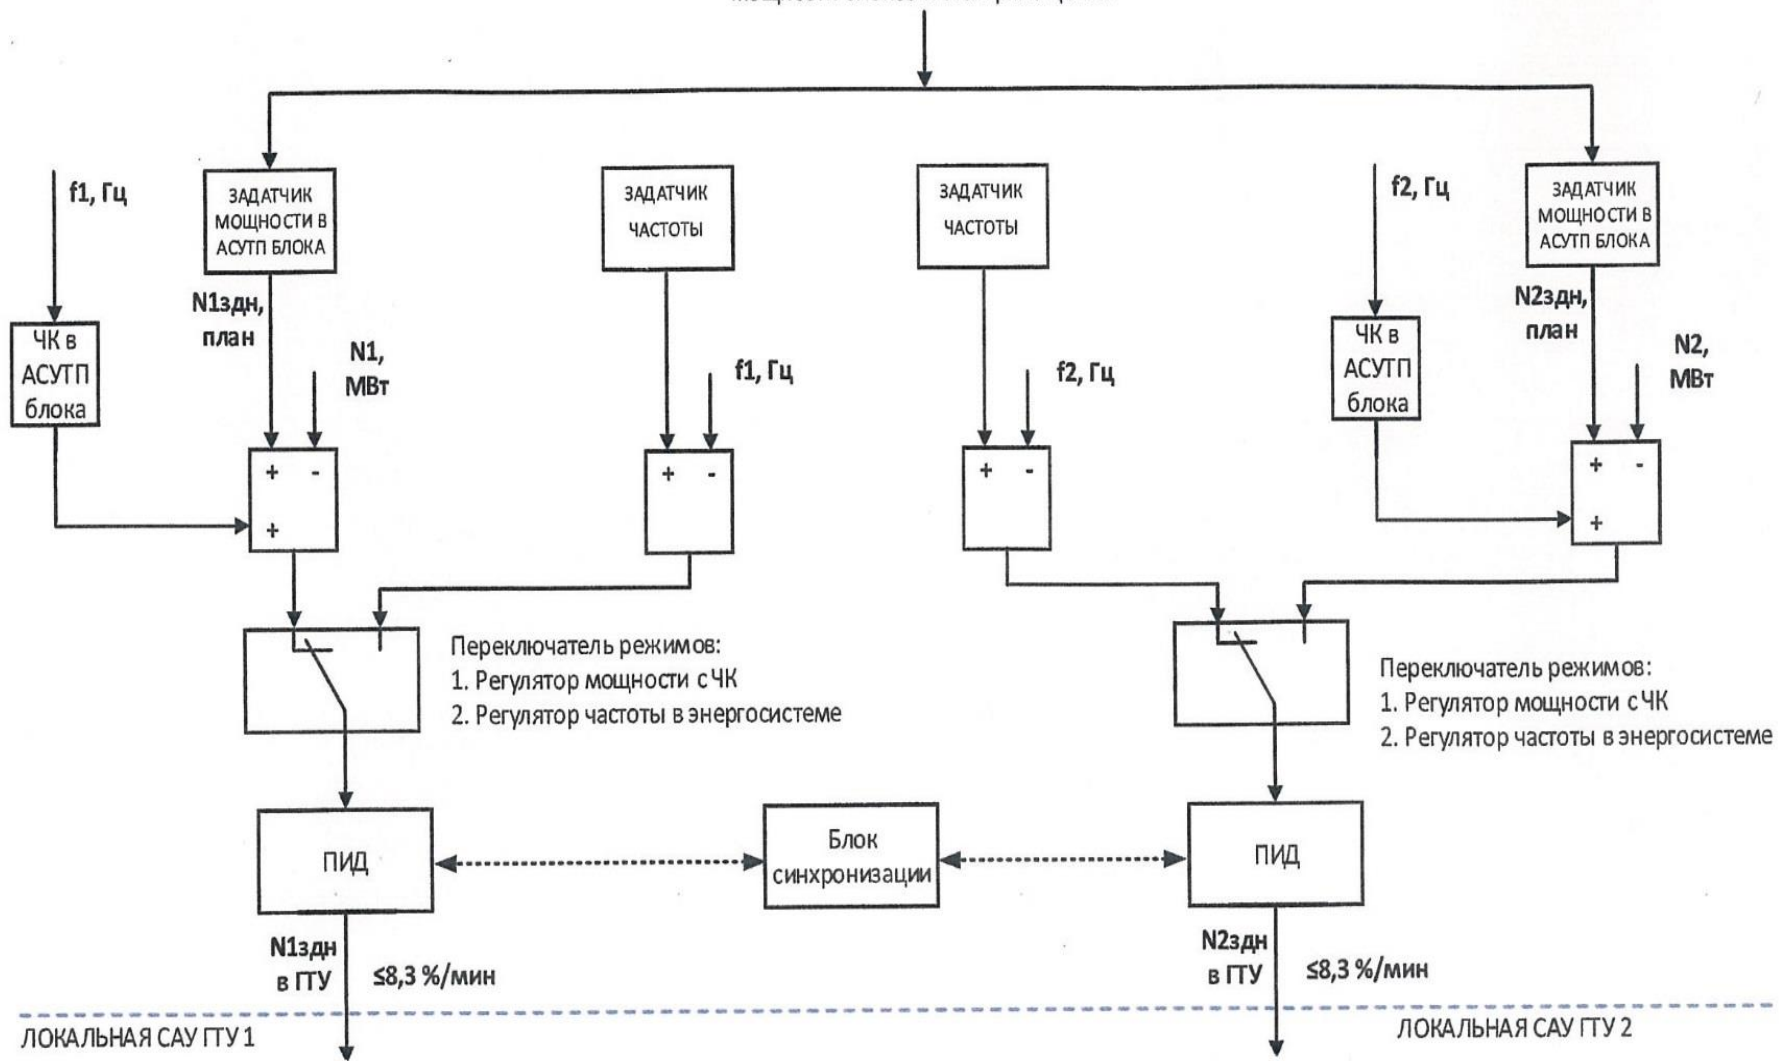 f1, Гц
ЗАДАТЧИК
МОЩНОСТИ В
АСУТП БЛОКА
ЗАДАТЧИК
ЧАСТОТЫ
ЗАДАТЧИК
ЧАСТОТЫ
f2, Гц
ЗАДАТЧИК
МОЩНОСТИ В
АСУТП БЛОКА
N1здн,
план
N2здн,
план
ЧК в
АСУТП
блока
N1,
МВт
f1, Гц
f2, Гц
ЧК в
АСУТП
блока
N2,
МВт
+ -
+
+ -
+ -
+ -
+
Переключатель режимов:
1. Регулятор мощности с ЧК
2. Регулятор частоты в энергосистеме
Переключатель режимов:
1. Регулятор мощности с ЧК
2. Регулятор частоты в энергосистеме
ПИД
Блок
синхронизации
ПИД
N1здн
в ГТУ
≤8,3 %/мин
N2здн
в ГТУ
≤8,3 %/мин
ЛОКАЛЬНАЯ САУ ГТУ 1
ЛОКАЛЬНАЯ САУ ГТУ 2